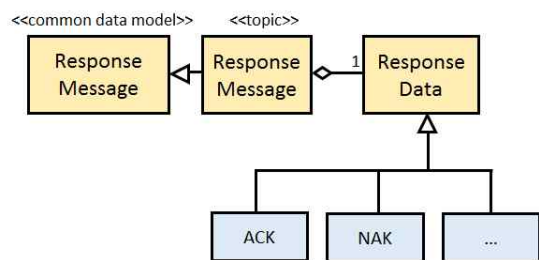 <<common data model>>
<<topic>>
Response
Message
Response
Message
1
Response
Data
ACK
NAK
...